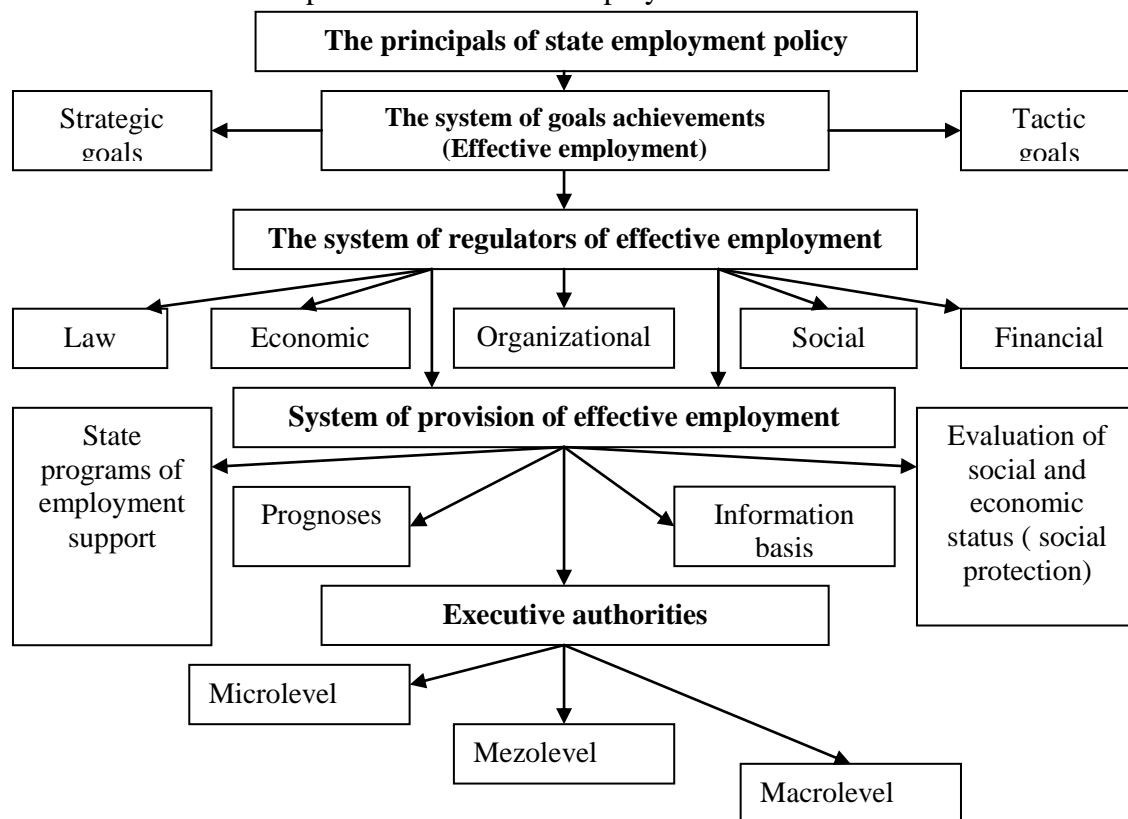 The principals of state employment policy
Strategic
goals
The system of goals achievements
(Effective employment)
Tactic
goals
The system of regulators of effective employment
Law
Economic
Organizational
Social
Financial
System of provision of effective employment
State
programs of
employment
support
Prognoses
Information
basis
Evaluation of
social and
economic
status ( social
protection)
Executive authorities
Microlevel
Mezolevel
Macrolevel